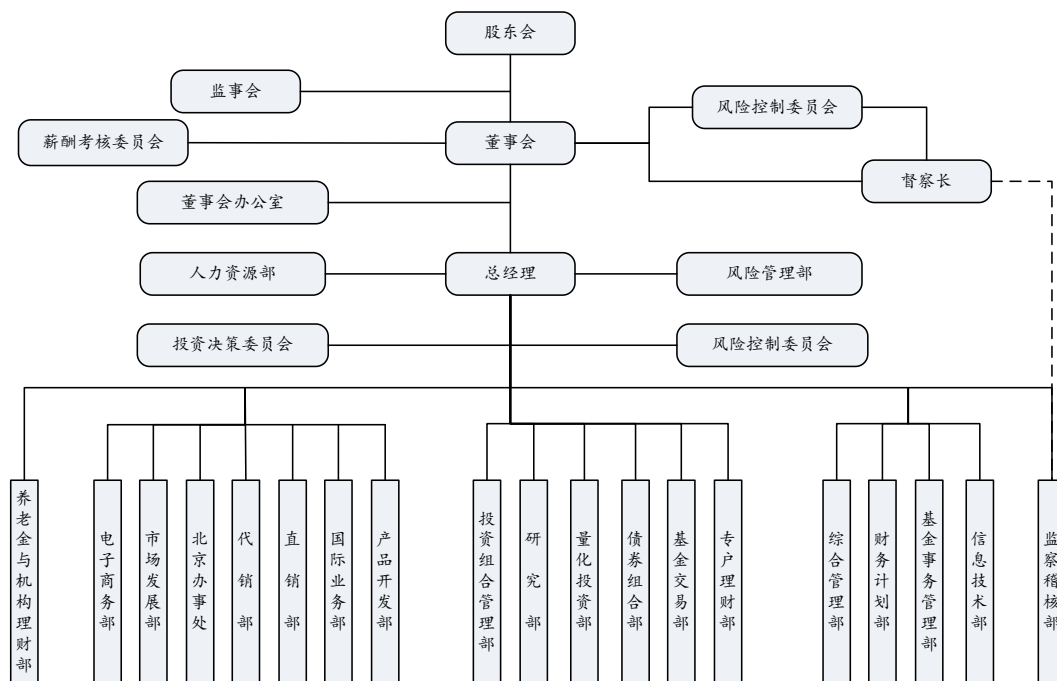 股东会
监事会
风险控制委员会
薪酬考核委员会
董事会
督察长
董事会办公室
人力资源部
总经理
风险管理部
投资决策委员会
风险控制委员会
养老金与机构理财部
电子商务部
市场发展部
北京办事处
代销部
直销部
国际业务部
产品开发部
投资组合管理部
研究部
量化投资部
债券组合部
基金交易部
专户理财部
综合管理部
财务计划部
基金事务管理部
信息技术部
监察稽核部